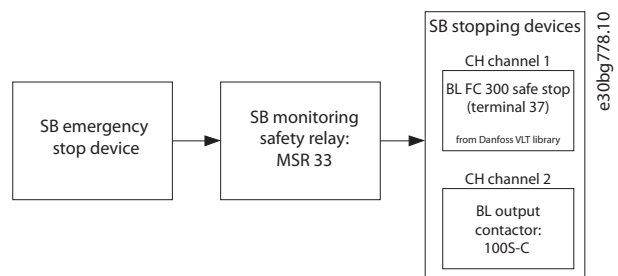 SB emergency
stop device
SB monitoring
safety relay:
MSR 33
SB stopping devices
CH channel 1
BL FC 300 safe stop
(terminal 37)
from Danfoss VLT library
CH channel 2
BL output
contactor:
100S-C
e30bg778.10